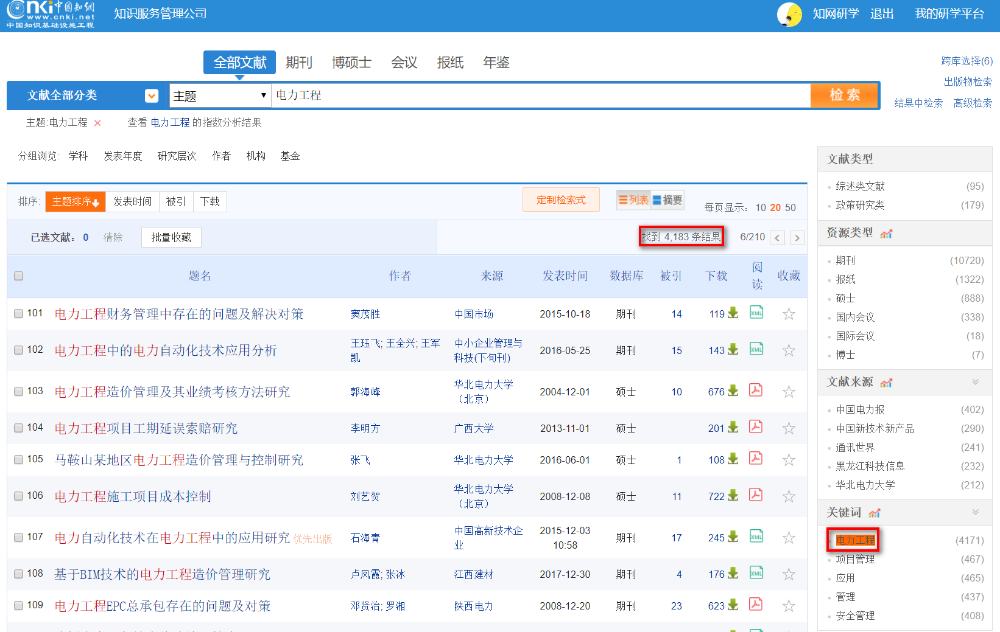 Cnki中国知网
www.cnki.net
中国知识基础设施工程
知识服务管理公司
知网研学 退出 我的研学平台
全部文献 期刊 博硕士 会议 报纸 年鉴
跨库选择(6)
出版物检索
文献全部分类 主题 电力工程 检索
结果中检索 高级检索
主题:电力工程 × 查看 电力工程 的指数分析结果
分组浏览: 学科 发表年度 研究层次 作者 机构 基金
排序: 主题排序 发表时间 被引 下载 定制检索式 列表 摘要 每页显示: 10 20 50
已选文献: 0 清除 批量收藏 找到 4,183 条结果 6/210 < >
题名 作者 来源 发表时间 数据库 被引 下载 阅读 收藏
101 电力工程财务管理中存在的问题及解决对策 窦茂胜 中国市场 2015-10-18 期刊 14 119 XML
102 电力工程中的电力自动化技术应用分析 王珏飞; 王全兴; 王军凯 中小企业管理与科技(下旬刊) 2016-05-25 期刊 15 143 XML
103 电力工程造价管理及其业绩考核方法研究 郭海峰 华北电力大学（北京） 2004-12-01 硕士 10 676
104 电力工程项目工期延误索赔研究 李明方 广西大学 2013-11-01 硕士 201
105 马鞍山某地区电力工程造价管理与控制研究 张飞 华北电力大学 2016-06-01 硕士 1 108
106 电力工程施工项目成本控制 刘艺贺 华北电力大学（北京） 2008-12-08 硕士 11 722
107 电力自动化技术在电力工程中的应用研究 优先出版 石海青 中国高新技术企业 2015-12-03 10:58 期刊 17 245 XML
108 基于BIM技术的电力工程造价管理研究 卢凤霞; 张冰 江西建材 2017-12-30 期刊 4 176 XML
109 电力工程EPC总承包存在的问题及对策 邓贤治; 罗湘 陕西电力 2008-12-20 期刊 23 623
文献类型
综述类文献 (95)
政策研究类 (179)
资源类型
期刊 (10720)
报纸 (1322)
硕士 (888)
国内会议 (338)
国际会议 (18)
博士 (7)
文献来源
中国电力报 (402)
中国新技术新产品 (290)
通讯世界 (241)
黑龙江科技信息 (232)
华北电力大学 (212)
关键词
电力工程 (4171)
项目管理 (467)
应用 (465)
管理 (437)
安全管理 (408)